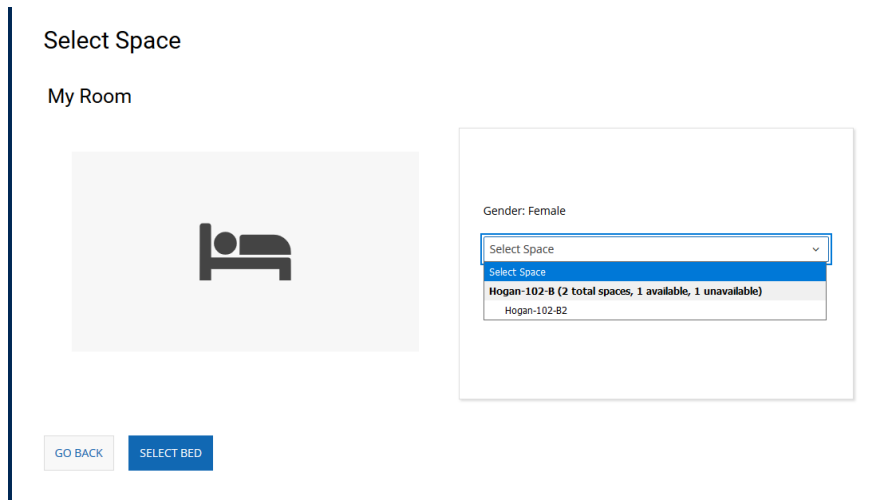 Select Space
My Room
Gender: Female
Select Space
Select Space
Hogan-102-B (2 total spaces, 1 available, 1 unavailable)
Hogan-102-B2
GO BACK
SELECT BED